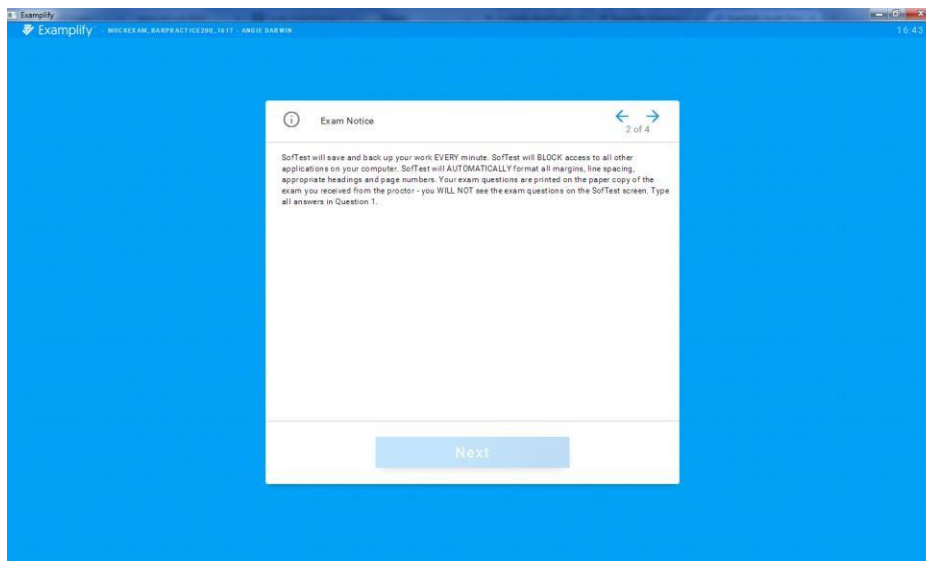 Examplify
Examplify - MOCKEXAM_BARPRACTICE2QQ_1617 - ANGIE DARWIN
16:43
Exam Notice
2 of 4
SofTest will save and back up your work EVERY minute. SofTest will BLOCK access to all other
applications on your computer. SofTest will AUTOMATICALLY format all margins, line spacing,
appropriate headings and page numbers. Your exam questions are printed on the paper copy of the
exam you received from the proctor - you WILL NOT see the exam questions on the SofTest screen. Type
all answers in Question 1.
Next